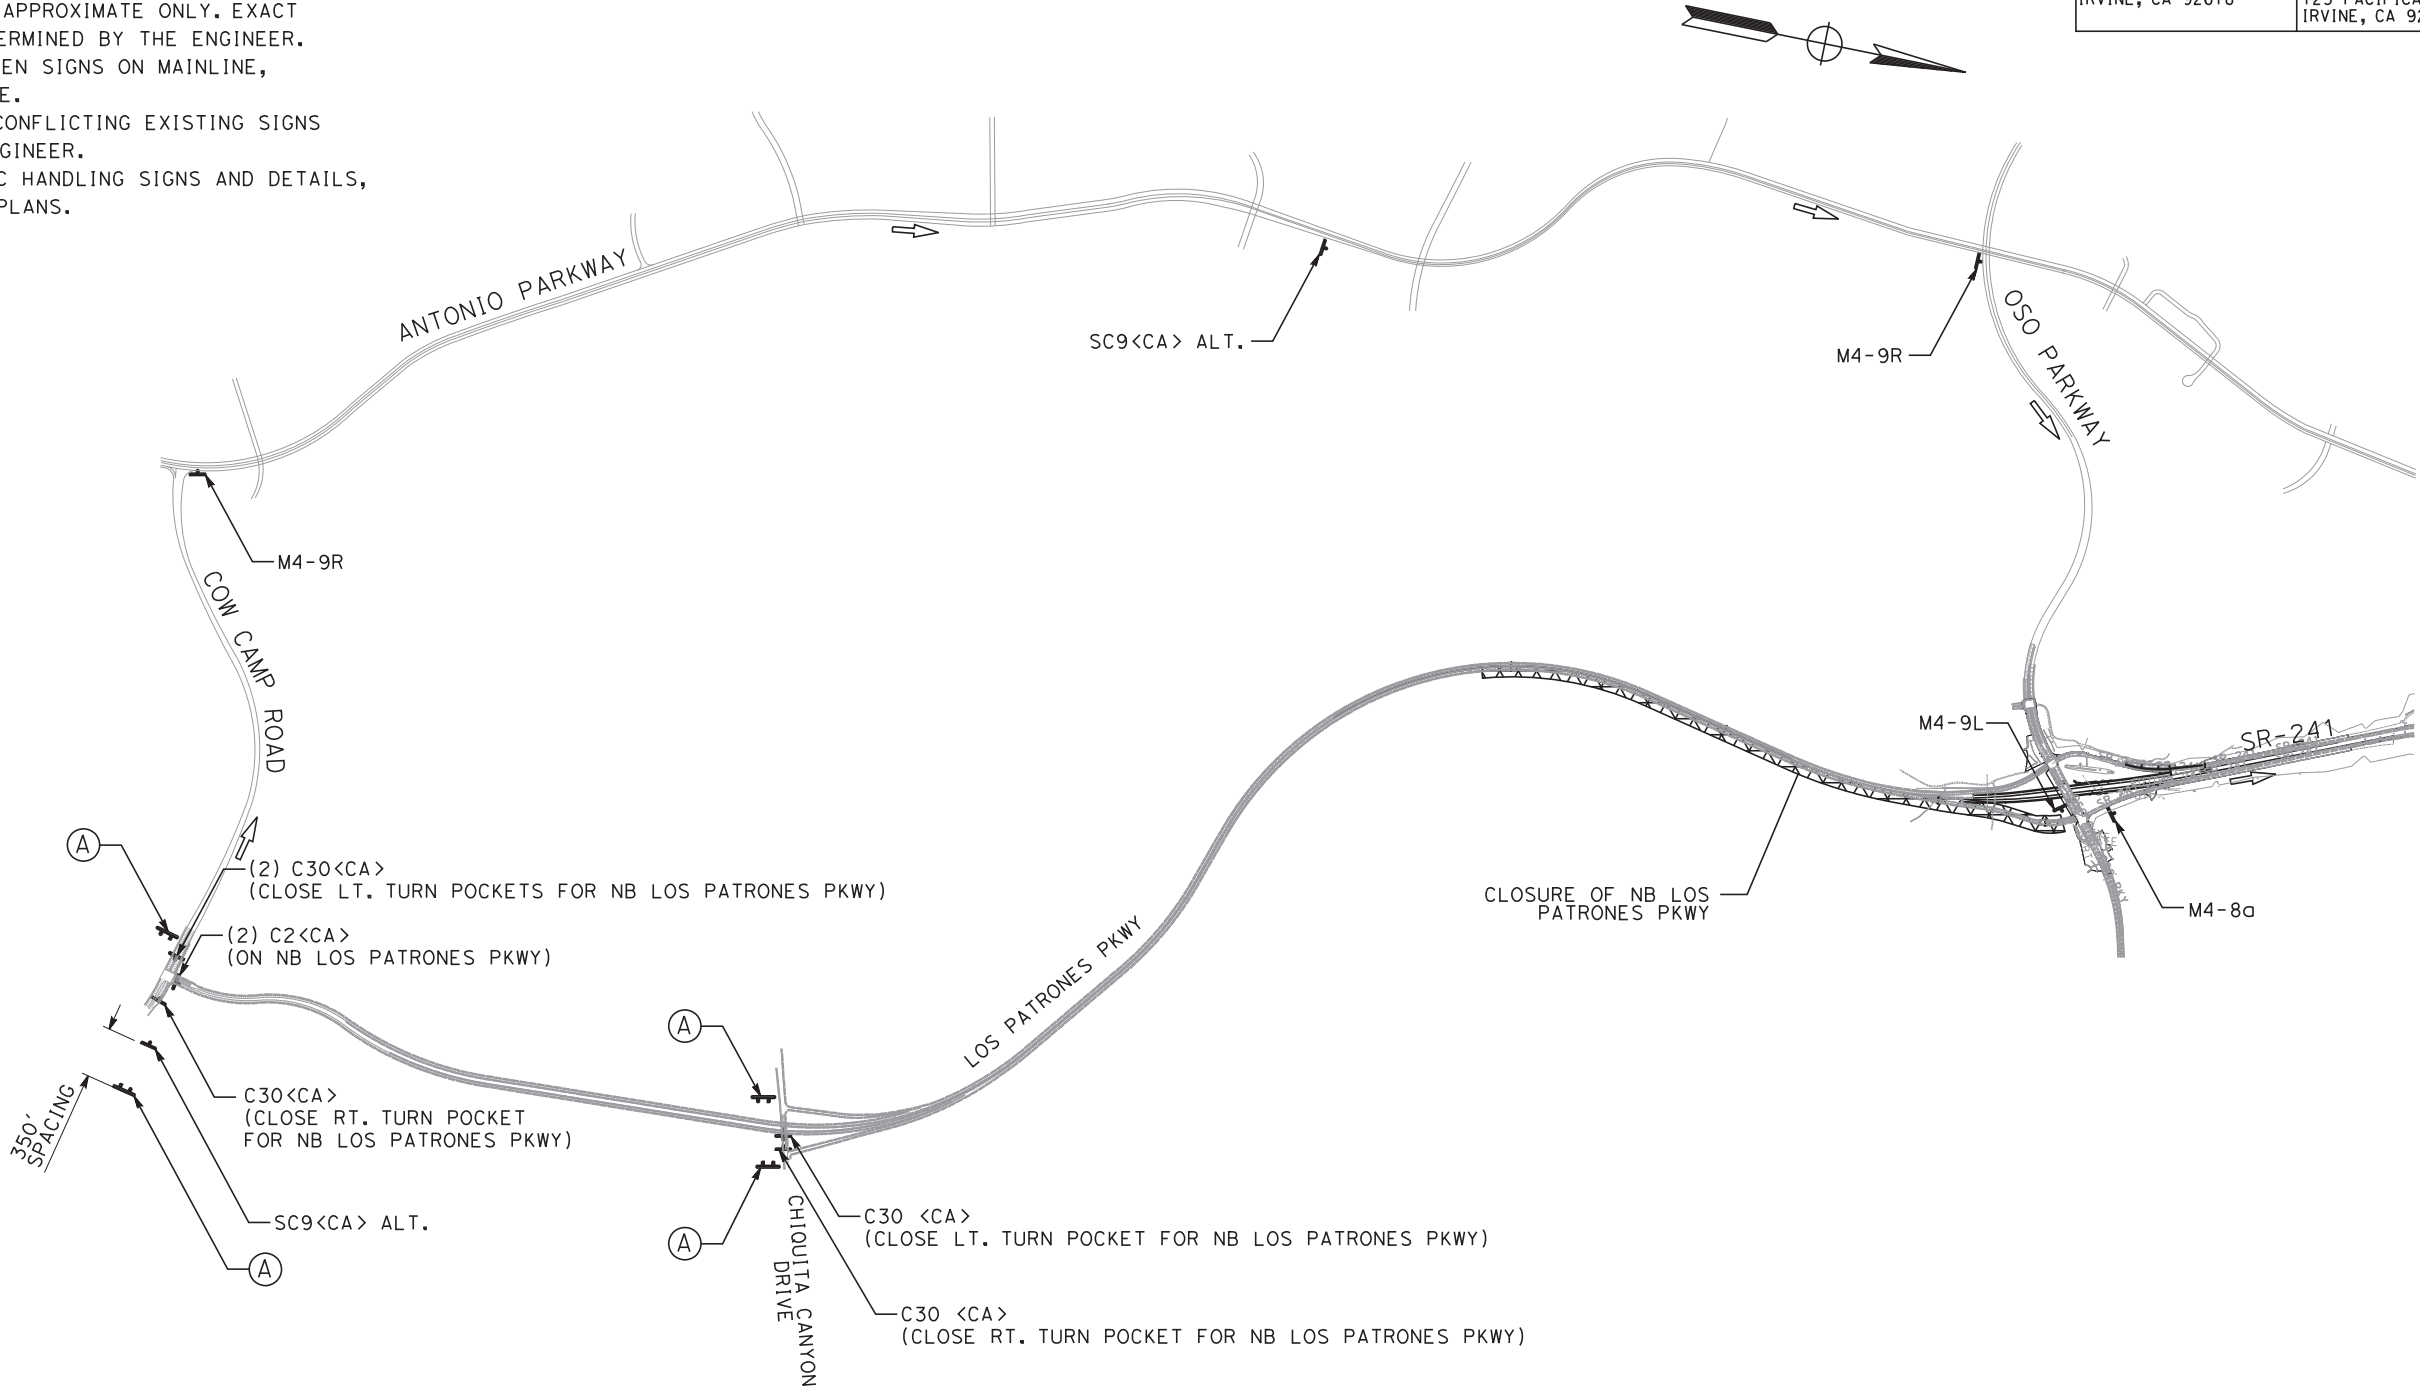 APPROXIMATE ONLY. EXACT
ERMINED BY THE ENGINEER.
EN SIGNS ON MAINLINE,
E.
CONFLICTING EXISTING SIGNS
GINEER.
C HANDLING SIGNS AND DETAILS,
PLANS.
IRVINE, CA 92618
125 PACIFICA
IRVINE, CA 92
ANTONIO PARKWAY
SC9<CA> ALT.
M4-9R
OSO PARKWAY
M4-9R
COW CAMP ROAD
M4-9L
SR-241
A
(2) C30<CA>
(CLOSE LT. TURN POCKETS FOR NB LOS PATRONES PKWY)
(2) C2<CA>
(ON NB LOS PATRONES PKWY)
CLOSURE OF NB LOS
PATRONES PKWY
M4-8a
LOS PATRONES PKWY
A
C30<CA>
(CLOSE RT. TURN POCKET
FOR NB LOS PATRONES PKWY)
350'
SPACING
SC9<CA> ALT.
A
A
C30 <CA>
(CLOSE LT. TURN POCKET FOR NB LOS PATRONES PKWY)
CHIQUITA CANYON
DRIVE
C30 <CA>
(CLOSE RT. TURN POCKET FOR NB LOS PATRONES PKWY)